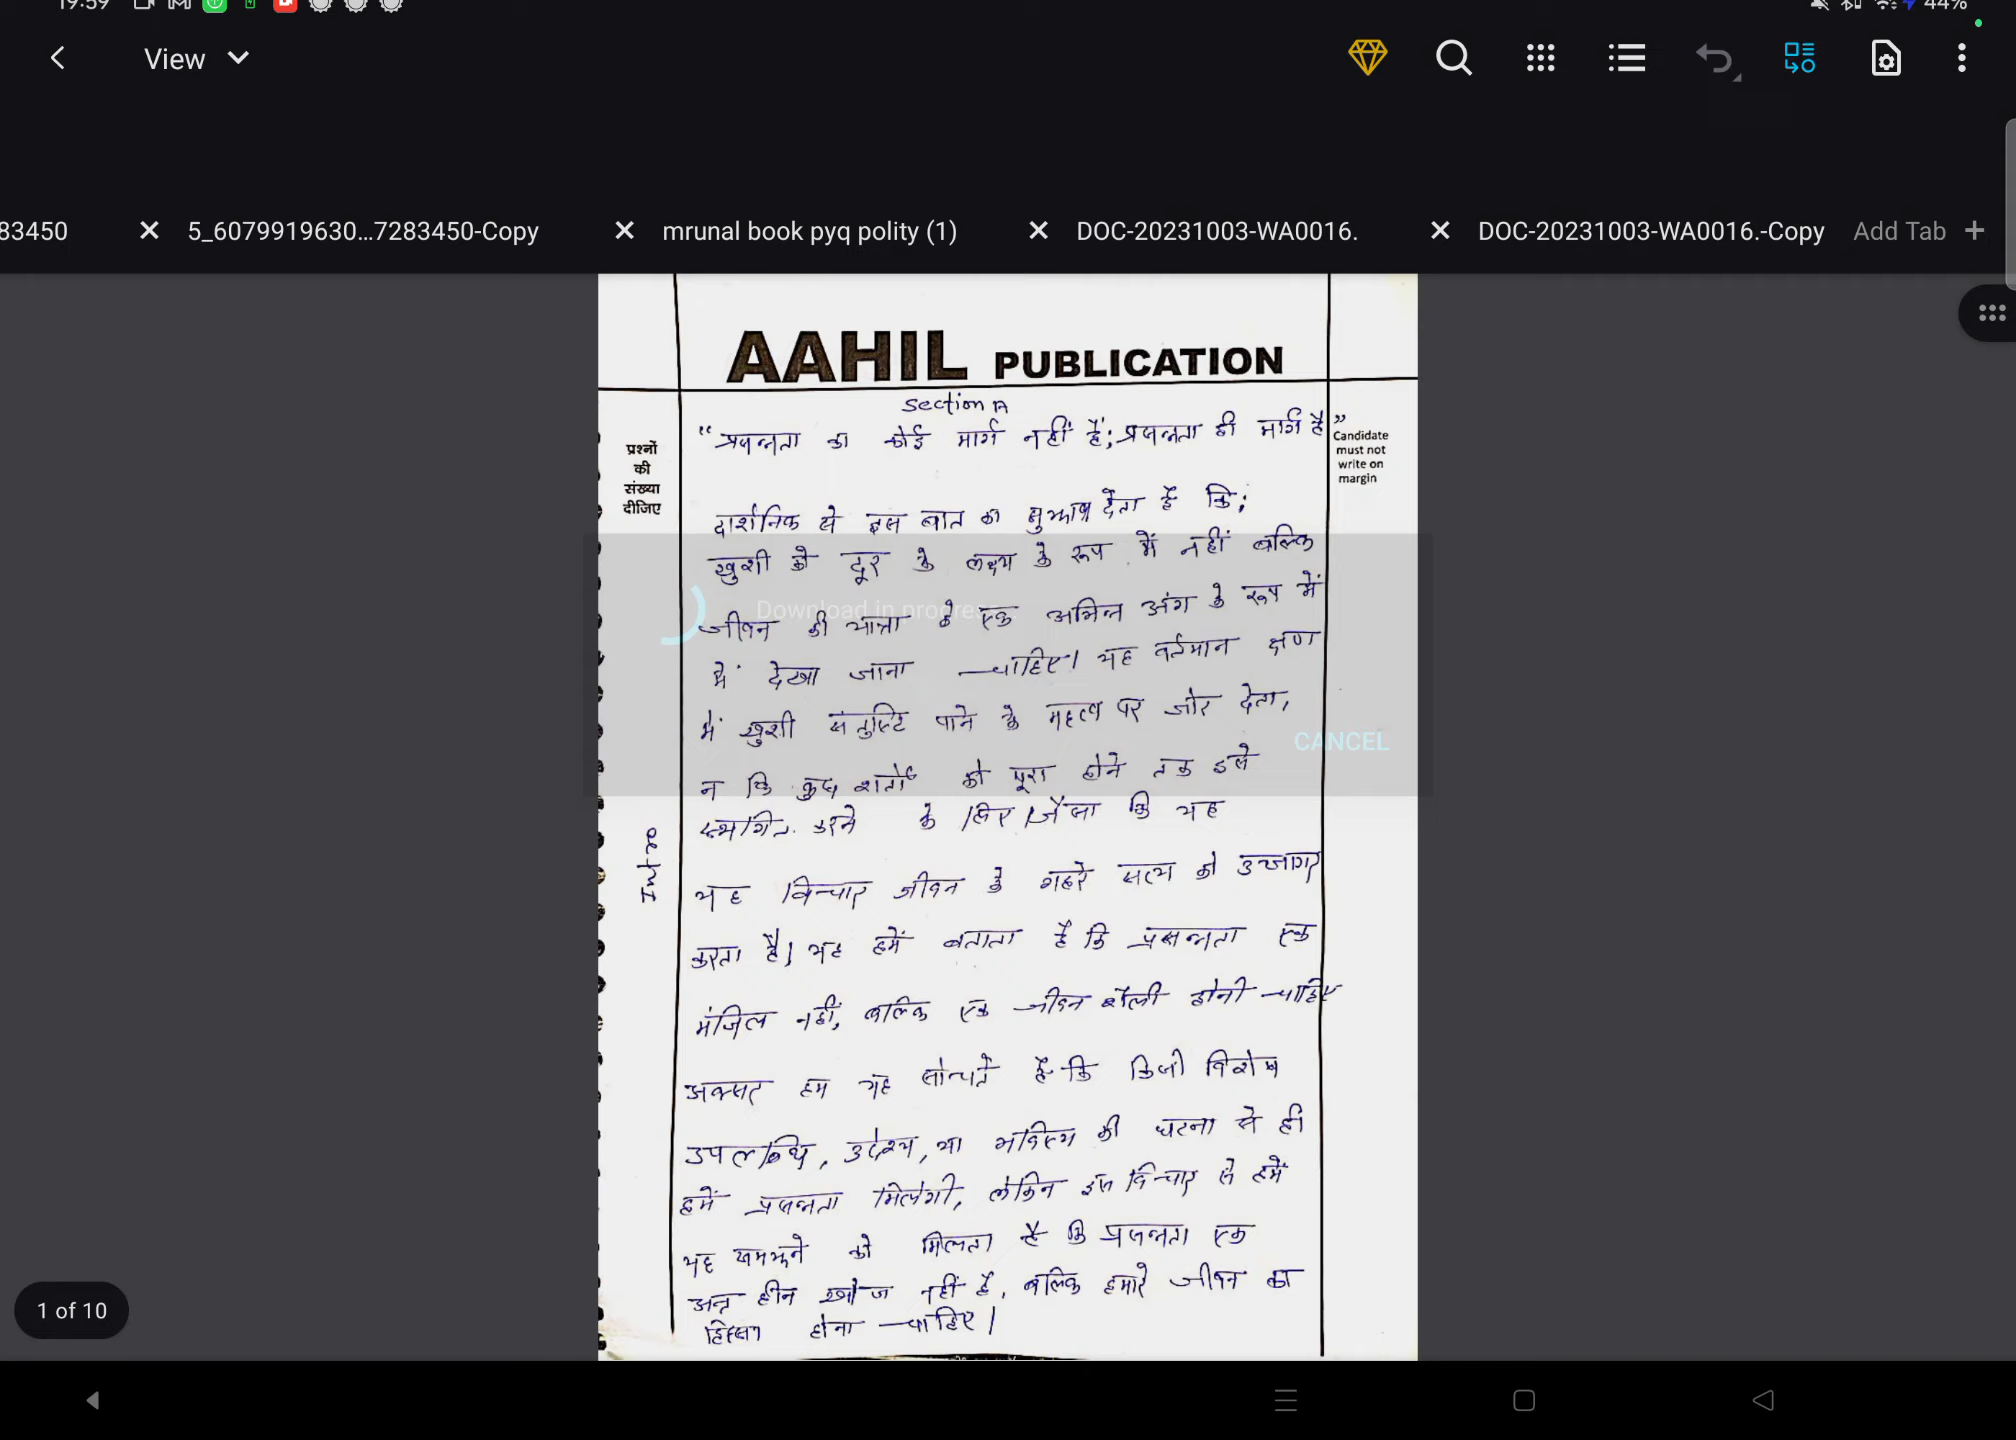 19:59
44%
View
83450
5_6079919630...7283450-Copy
mrunal book pyq polity (1)
DOC-20231003-WA0016.
DOC-20231003-WA0016.-Copy
Add Tab +
AAHIL PUBLICATION
Section A
"प्रसन्नता का कोई मार्ग नहीं है; प्रसन्नता ही मार्ग है"
प्रश्नों
की
संख्या
दीजिए
Candidate
must not
write on
margin
दार्शनिक से इस बात का सुझाव देता है कि;
खुशी को दूर के लक्ष्य के रूप में नहीं बल्कि
जीवन की यात्रा के एक अभिन्न अंग के रूप में
में देखा जाना चाहिए। यह वर्तमान क्षण
में खुशी संतुष्टि पाने के महत्व पर जोर देता,
न कि कुछ शर्तों को पूरा होने तक इसे
स्थगित करने के लिए। जैसा कि यह
यह विचार जीवन के गहरे सत्य को उज्जागर
करता है। यह हमें बताता है कि प्रसन्नता एक
मंजिल नहीं, बल्कि एक जीवन शैली होनी चाहिए
अक्सर हम यह सोचते है कि किसी विशेष
उपलब्धि, उद्देश्य, या भविष्य की घटना से ही
हमें प्रसन्नता मिलेगी, लेकिन इस विचार से हमें
यह समझने को मिलता है कि प्रसन्नता एक
अन्त हीन खोज नहीं है, बल्कि हमारे जीवन का
हिस्सा होना चाहिए।
Intro
Download in progress
CANCEL
1 of 10